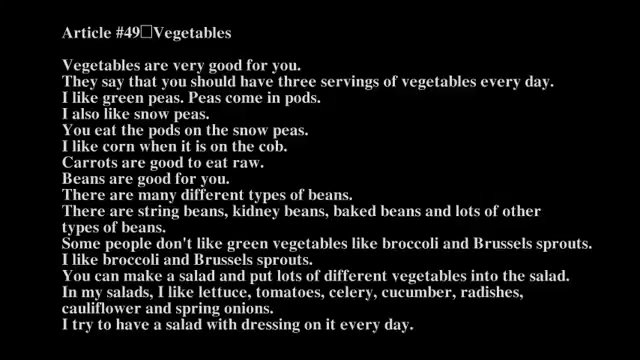 Article #49□Vegetables
Vegetables are very good for you.
They say that you should have three servings of vegetables every day.
I like green peas. Peas come in pods.
I also like snow peas.
You eat the pods on the snow peas.
I like corn when it is on the cob.
Carrots are good to eat raw.
Beans are good for you.
There are many different types of beans.
There are string beans, kidney beans, baked beans and lots of other
types of beans.
Some people don't like green vegetables like broccoli and Brussels sprouts.
I like broccoli and Brussels sprouts.
You can make a salad and put lots of different vegetables into the salad.
In my salads, I like lettuce, tomatoes, celery, cucumber, radishes,
cauliflower and spring onions.
I try to have a salad with dressing on it every day.